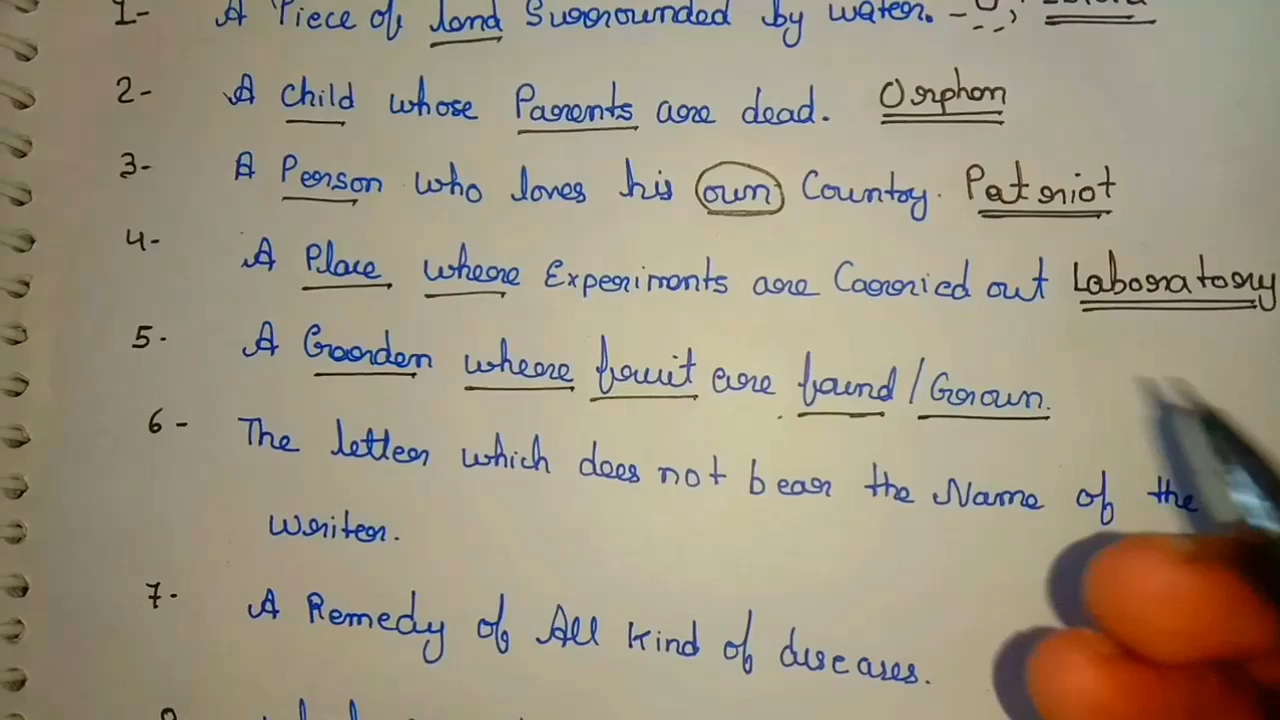 1- A Piece of land Surrounded by water.
2- A Child whose Parents are dead. Orphan
3- A Person who loves his own Country. Patriot
4- A Place where Experiments are Carried out Laboratory
5- A Garden where fruit are found / Grown.
6- The letter which does not bear the Name of the
writer.
7- A Remedy of All kind of diseases.